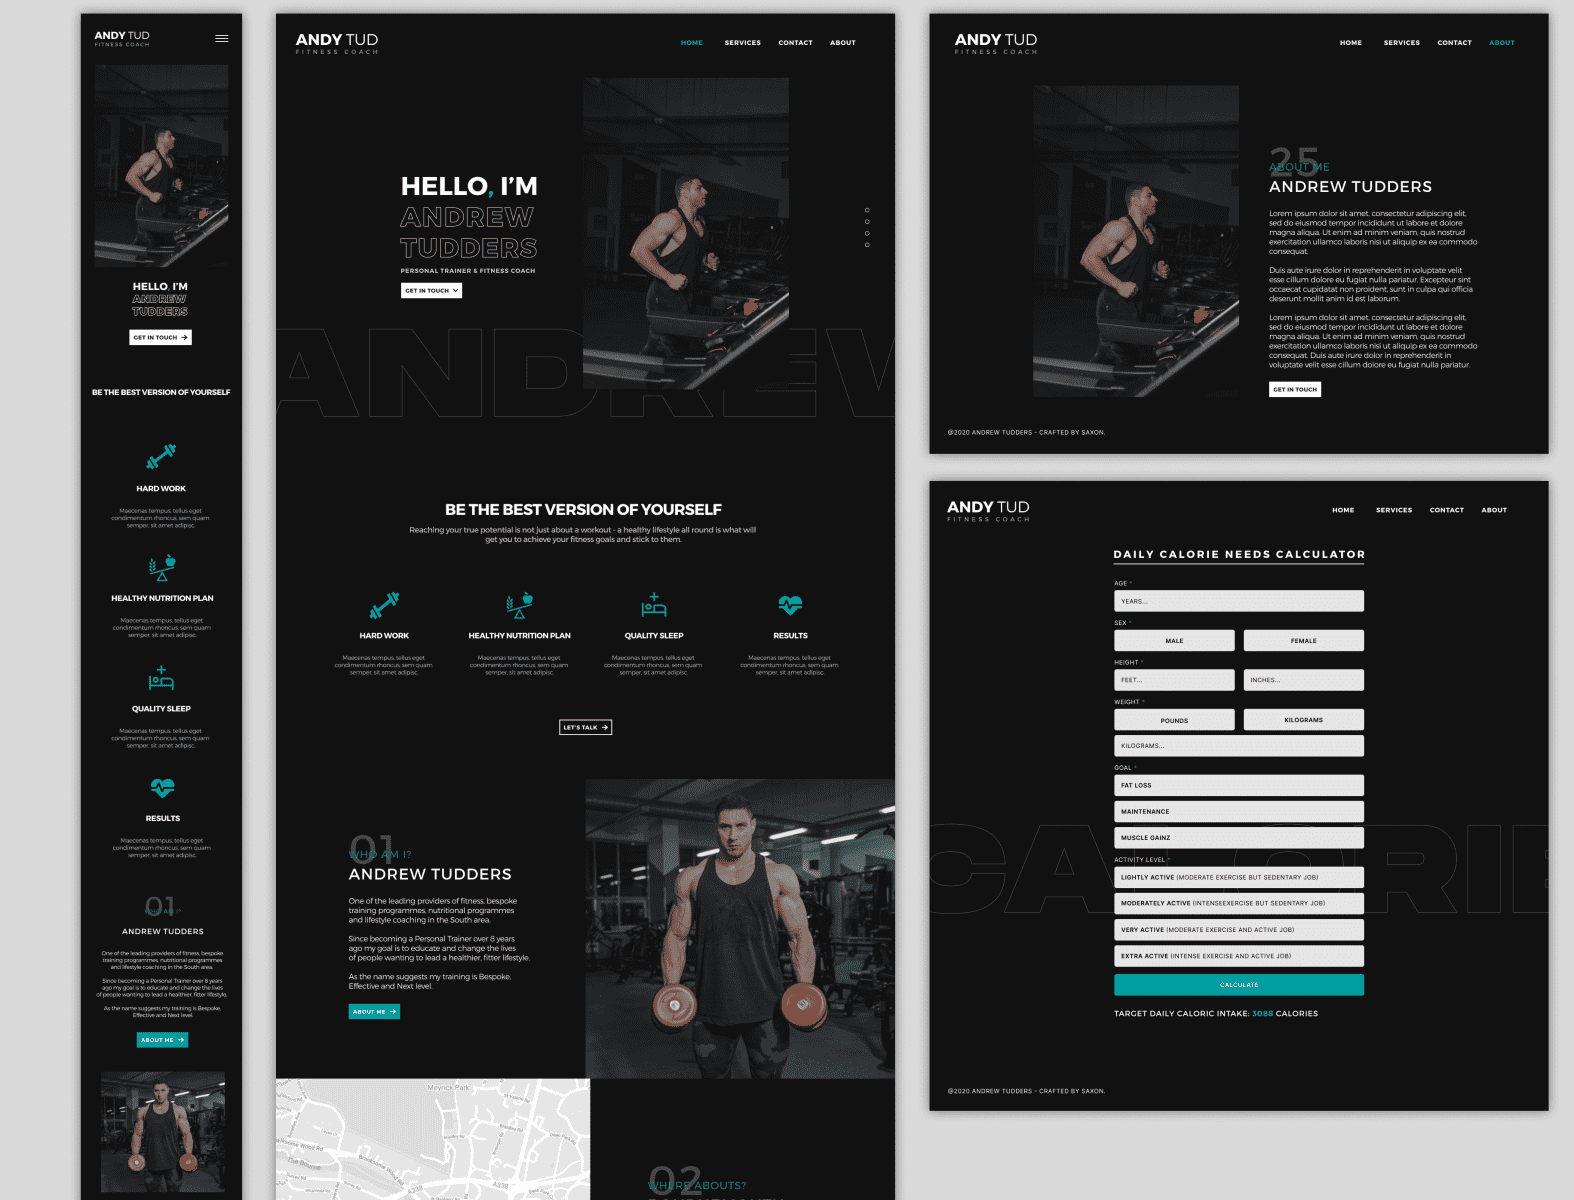 ANDY TUD
FITNESS COACH
HELLO, I'M
ANDREW
TUDDERS
GET IN TOUCH
BE THE BEST VERSION OF YOURSELF
HARD WORK
Maecenas tempus, tellus eget
condimentum rhoncus, sem quam
semper, sit amet adipisc.
HEALTHY NUTRITION PLAN
Maecenas tempus, tellus eget
condimentum rhoncus, sem quam
semper, sit amet adipisc.
QUALITY SLEEP
Maecenas tempus, tellus eget
condimentum rhoncus, sem quam
semper, sit amet adipisc.
RESULTS
Maecenas tempus, tellus eget
condimentum rhoncus, sem quam
semper, sit amet adipisc.
01
WHO AM I?
ANDREW TUDDERS
One of the leading providers of fitness, bespoke
training programmes, nutritional programmes
and lifestyle coaching in the South area.
Since becoming a Personal Trainer over 8 years
ago my goal is to educate and change the lives
of people wanting to lead a healthier, fitter lifestyle.
As the name suggests my training is Bespoke,
Effective and Next level.
ABOUT ME
ANDY TUD
FITNESS COACH
HOME SERVICES CONTACT ABOUT
HELLO, I'M
ANDREW
TUDDERS
PERSONAL TRAINER & FITNESS COACH
GET IN TOUCH
ANDREW
BE THE BEST VERSION OF YOURSELF
Reaching your true potential is not just about a workout - a healthy lifestyle all round is what will
get you to achieve your fitness goals and stick to them.
HARD WORK
Maecenas tempus, tellus eget
condimentum rhoncus, sem quam
semper, sit amet adipisc.
HEALTHY NUTRITION PLAN
Maecenas tempus, tellus eget
condimentum rhoncus, sem quam
semper, sit amet adipisc.
QUALITY SLEEP
Maecenas tempus, tellus eget
condimentum rhoncus, sem quam
semper, sit amet adipisc.
RESULTS
Maecenas tempus, tellus eget
condimentum rhoncus, sem quam
semper, sit amet adipisc.
LET'S TALK
01
WHO AM I?
ANDREW TUDDERS
One of the leading providers of fitness, bespoke
training programmes, nutritional programmes
and lifestyle coaching in the South area.
Since becoming a Personal Trainer over 8 years
ago my goal is to educate and change the lives
of people wanting to lead a healthier, fitter lifestyle.
As the name suggests my training is Bespoke,
Effective and Next level.
ABOUT ME
Meyrick Park
The Bourne
A338
02
WHERE ABOUTS?
ANDY TUD
FITNESS COACH
HOME SERVICES CONTACT ABOUT
25
ABOUT ME
ANDREW TUDDERS
Lorem ipsum dolor sit amet, consectetur adipiscing elit,
sed do eiusmod tempor incididunt ut labore et dolore
magna aliqua. Ut enim ad minim veniam, quis nostrud
exercitation ullamco laboris nisi ut aliquip ex ea commodo
consequat.
Duis aute irure dolor in reprehenderit in voluptate velit
esse cillum dolore eu fugiat nulla pariatur. Excepteur sint
occaecat cupidatat non proident, sunt in culpa qui officia
deserunt mollit anim id est laborum.
Lorem ipsum dolor sit amet, consectetur adipiscing elit,
sed do eiusmod tempor incididunt ut labore et dolore
magna aliqua. Ut enim ad minim veniam, quis nostrud
exercitation ullamco laboris nisi ut aliquip ex ea commodo
consequat. Duis aute irure dolor in reprehenderit in
voluptate velit esse cillum dolore eu fugiat nulla pariatur.
GET IN TOUCH
@2020 ANDREW TUDDERS - CRAFTED BY SAXON.
ANDY TUD
FITNESS COACH
HOME SERVICES CONTACT ABOUT
DAILY CALORIE NEEDS CALCULATOR
AGE *
YEARS...
SEX *
MALE FEMALE
HEIGHT *
FEET... INCHES...
WEIGHT *
POUNDS KILOGRAMS
KILOGRAMS...
GOAL *
FAT LOSS
MAINTENANCE
MUSCLE GAINZ
ACTIVITY LEVEL *
LIGHTLY ACTIVE (MODERATE EXERCISE BUT SEDENTARY JOB)
MODERATELY ACTIVE (INTENSEEXERCISE BUT SEDENTARY JOB)
VERY ACTIVE (MODERATE EXERCISE AND ACTIVE JOB)
EXTRA ACTIVE (INTENSE EXERCISE AND ACTIVE JOB)
CALCULATE
TARGET DAILY CALORIC INTAKE: 3088 CALORIES
CALORIE
@2020 ANDREW TUDDERS - CRAFTED BY SAXON.